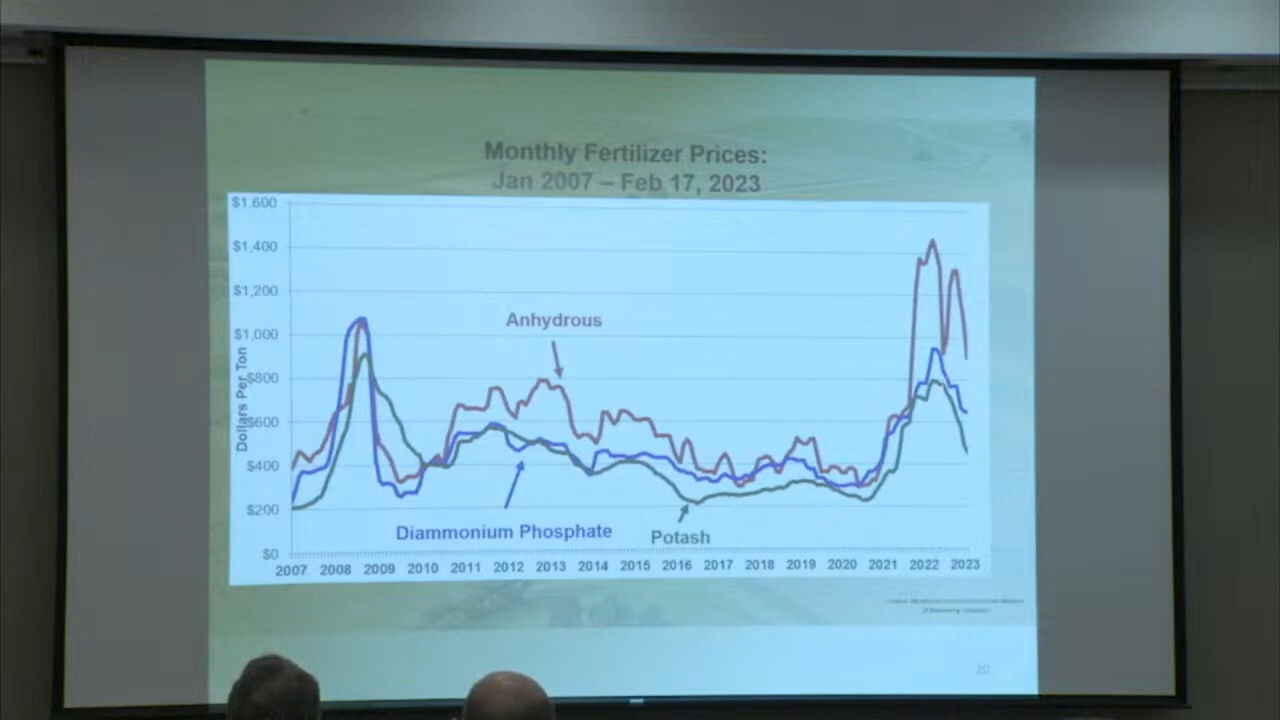 Monthly Fertilizer Prices:
Jan 2007 – Feb 17, 2023
$1,600
$1,400
$1,200
$1,000
$800
$600
$400
$200
$0
Dollars Per Ton
Anhydrous
Diammonium Phosphate
Potash
2007 2008 2009 2010 2011 2012 2013 2014 2015 2016 2017 2018 2019 2020 2021 2022 2023
20